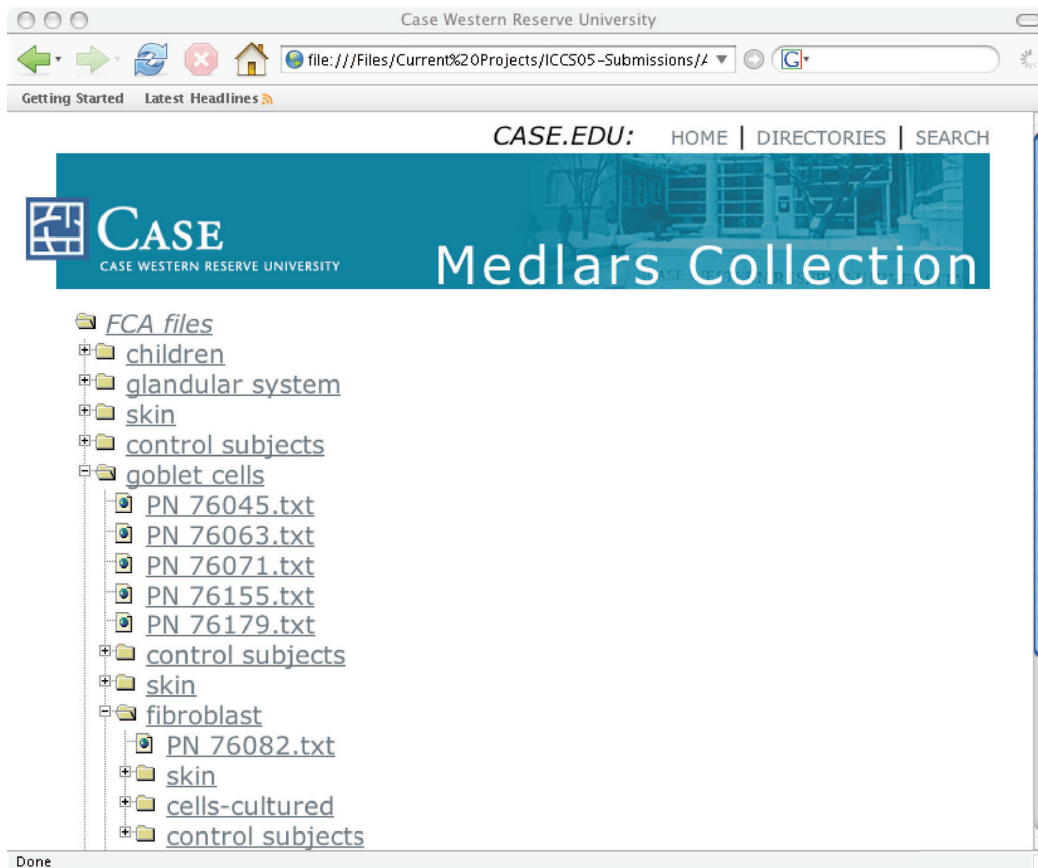 Case Western Reserve University
file:///Files/Current%20Projects/ICCS05-Submissions/
G
Getting Started Latest Headlines
CASE.EDU: HOME | DIRECTORIES | SEARCH
CASE
CASE WESTERN RESERVE UNIVERSITY
Medlars Collection
FCA files
children
glandular system
skin
control subjects
goblet cells
PN 76045.txt
PN 76063.txt
PN 76071.txt
PN 76155.txt
PN 76179.txt
control subjects
skin
fibroblast
PN 76082.txt
skin
cells-cultured
control subjects
Done